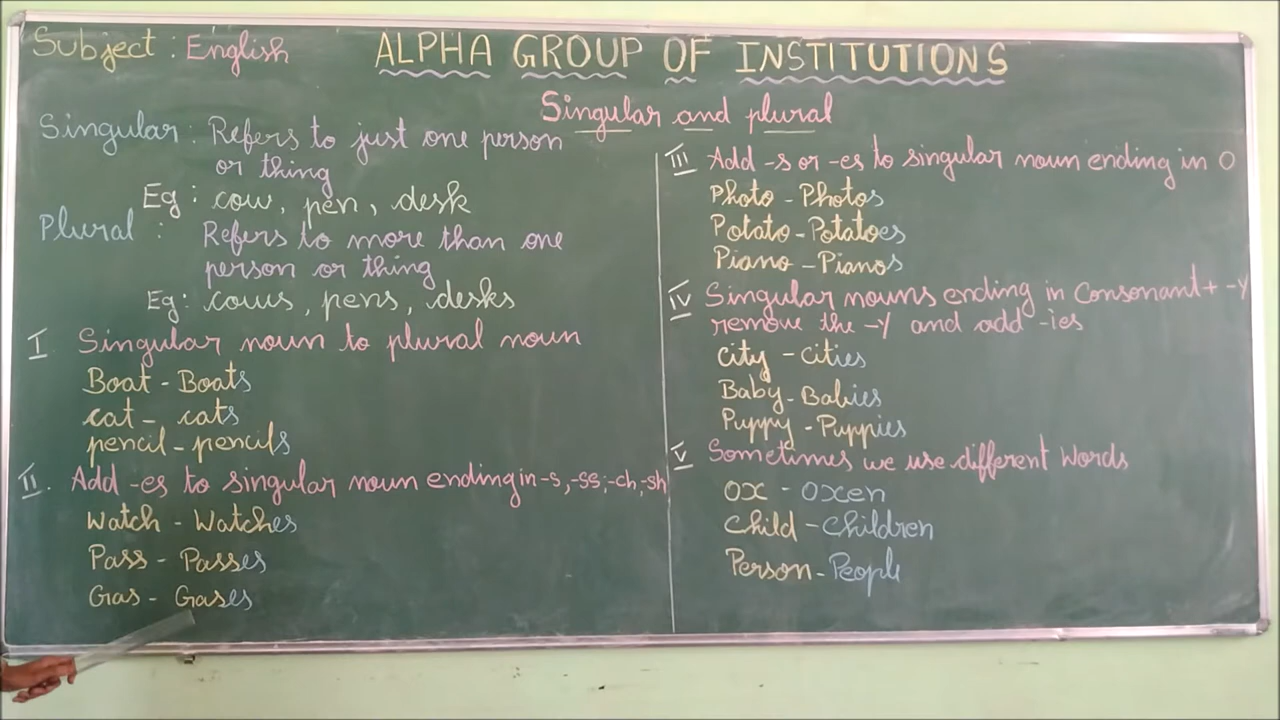 Subject : English
ALPHA GROUP OF INSTITUTIONS
Singular and plural
Singular : Refers to just one person
or thing
Eg : cow, pen, desk
Plural : Refers to more than one
person or thing
Eg : cows, pens, desks
I. Singular noun to plural noun
Boat - Boats
cat - cats
pencil - pencils
II. Add -es to singular noun ending in -s, -ss, -ch, -sh
Watch - Watches
Pass - Passes
Gas - Gases
III Add -s or -es to singular noun ending in O
Photo - Photos
Potato - Potatoes
Piano - Pianos
IV Singular nouns ending in Consonant + -Y
remove the -Y and add -ies
City - Cities
Baby - Babies
Puppy - Puppies
V Sometimes we use different Words
OX - Oxen
Child - Children
Person - People